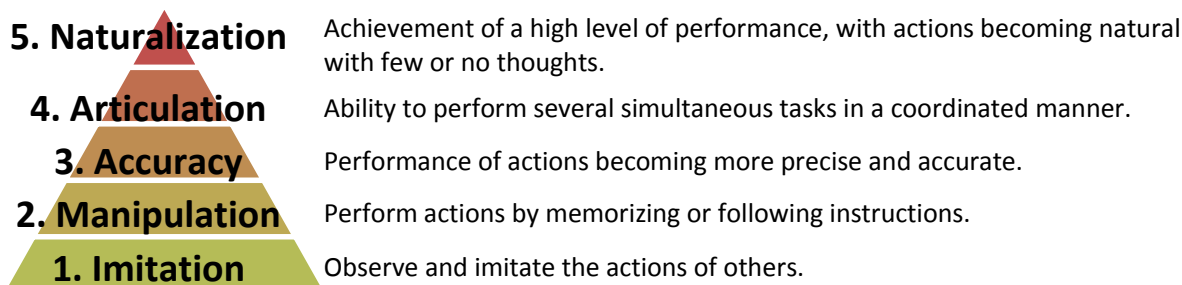 5. Naturalization
Achievement of a high level of performance, with actions becoming natural
with few or no thoughts.
4. Articulation
Ability to perform several simultaneous tasks in a coordinated manner.
3. Accuracy
Performance of actions becoming more precise and accurate.
2. Manipulation
Perform actions by memorizing or following instructions.
1. Imitation
Observe and imitate the actions of others.